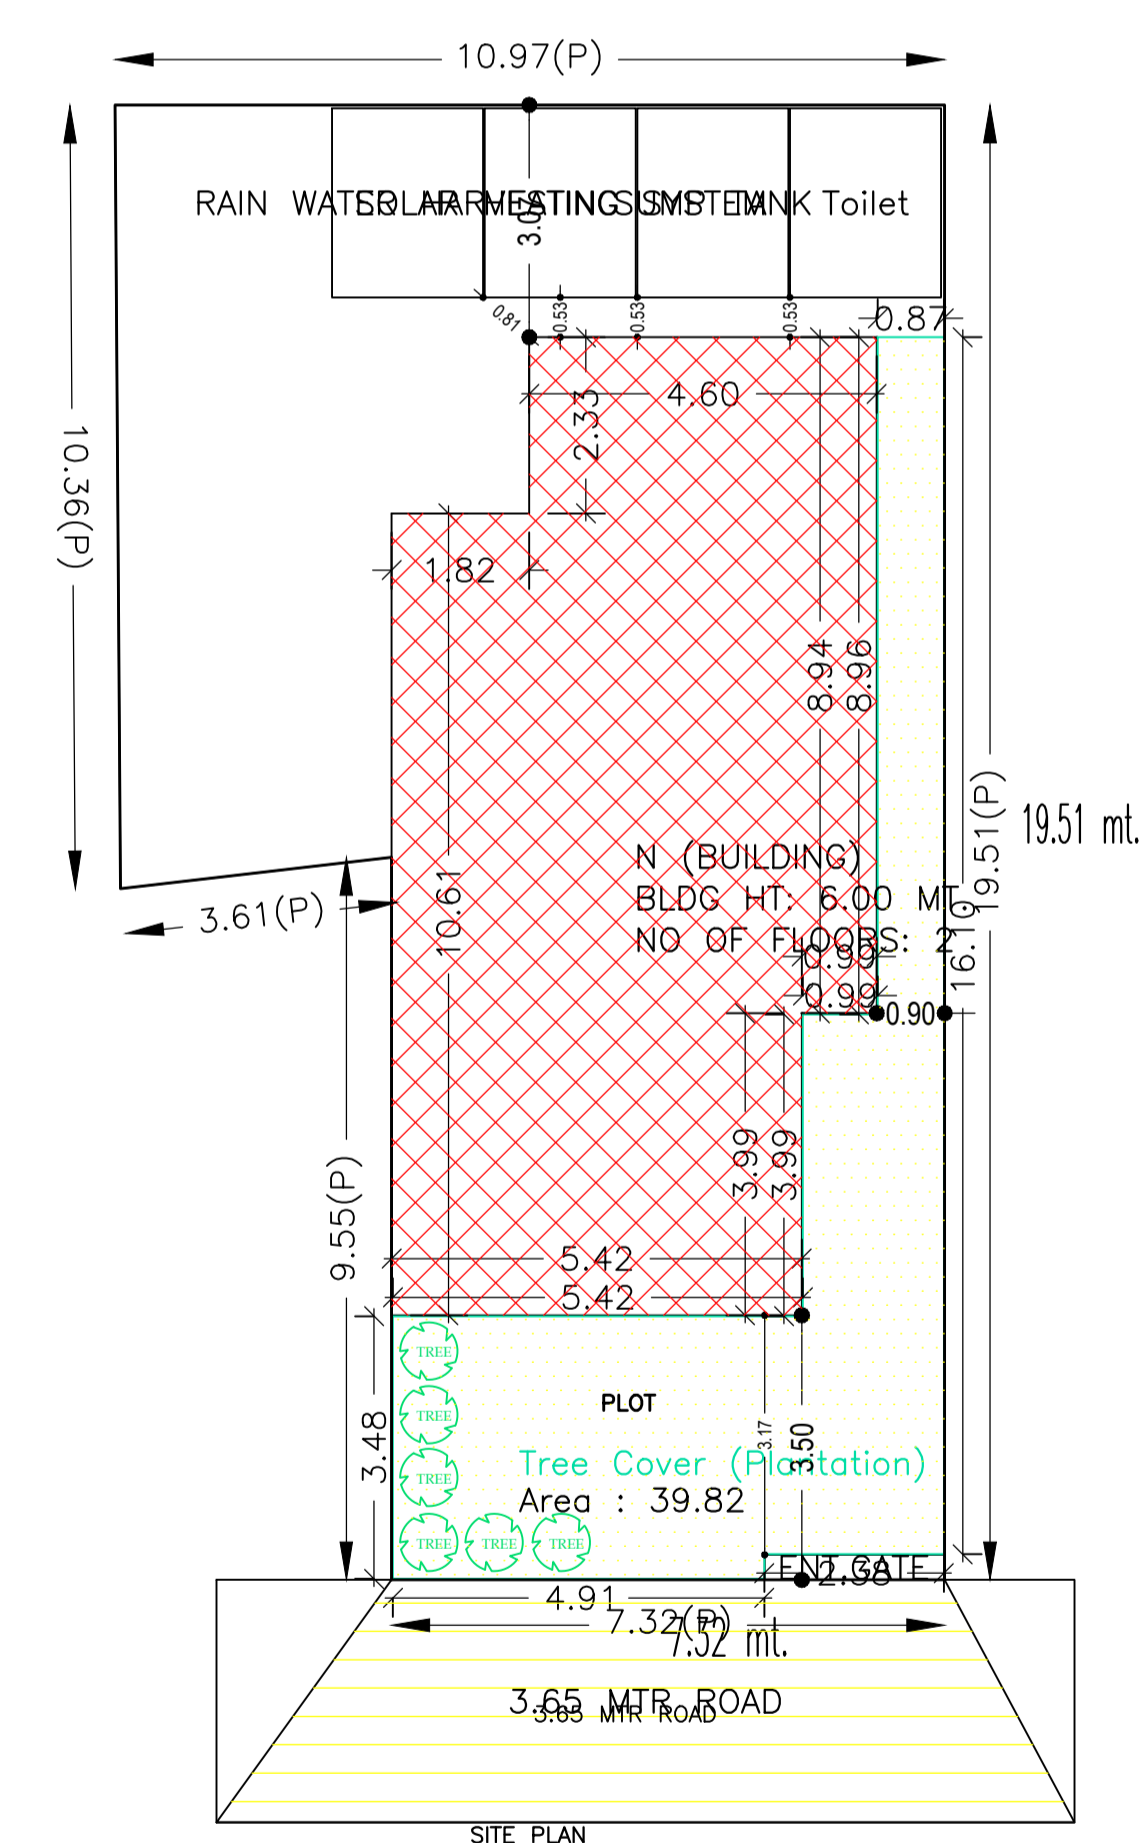 10.97(P)
RAIN WATER HARVESTING SYSTEM
SOLAR HEATING SYSTEM
SUMP TANK
Toilet
3.07
0.81
0.53
0.53
0.53
0.87
4.60
2.33
10.36(P)
1.82
8.94
8.96
19.51(P)
19.51 mt.
N (BUILDING)
BLDG HT: 6.00 MT.
NO OF FLOORS: 2
10.61
3.61(P)
16.10
0.99
0.99
0.90
3.99
3.99
9.55(P)
5.42
5.42
TREE
PLOT
TREE
3.48
3.17
3.50
Tree Cover (Plantation)
TREE
Area : 39.82
TREE
TREE
TREE
ENT.GATE
2.38
4.91
7.32(P)
7.32 mt.
3.65 MTR ROAD
3.65 MTR ROAD
SITE PLAN